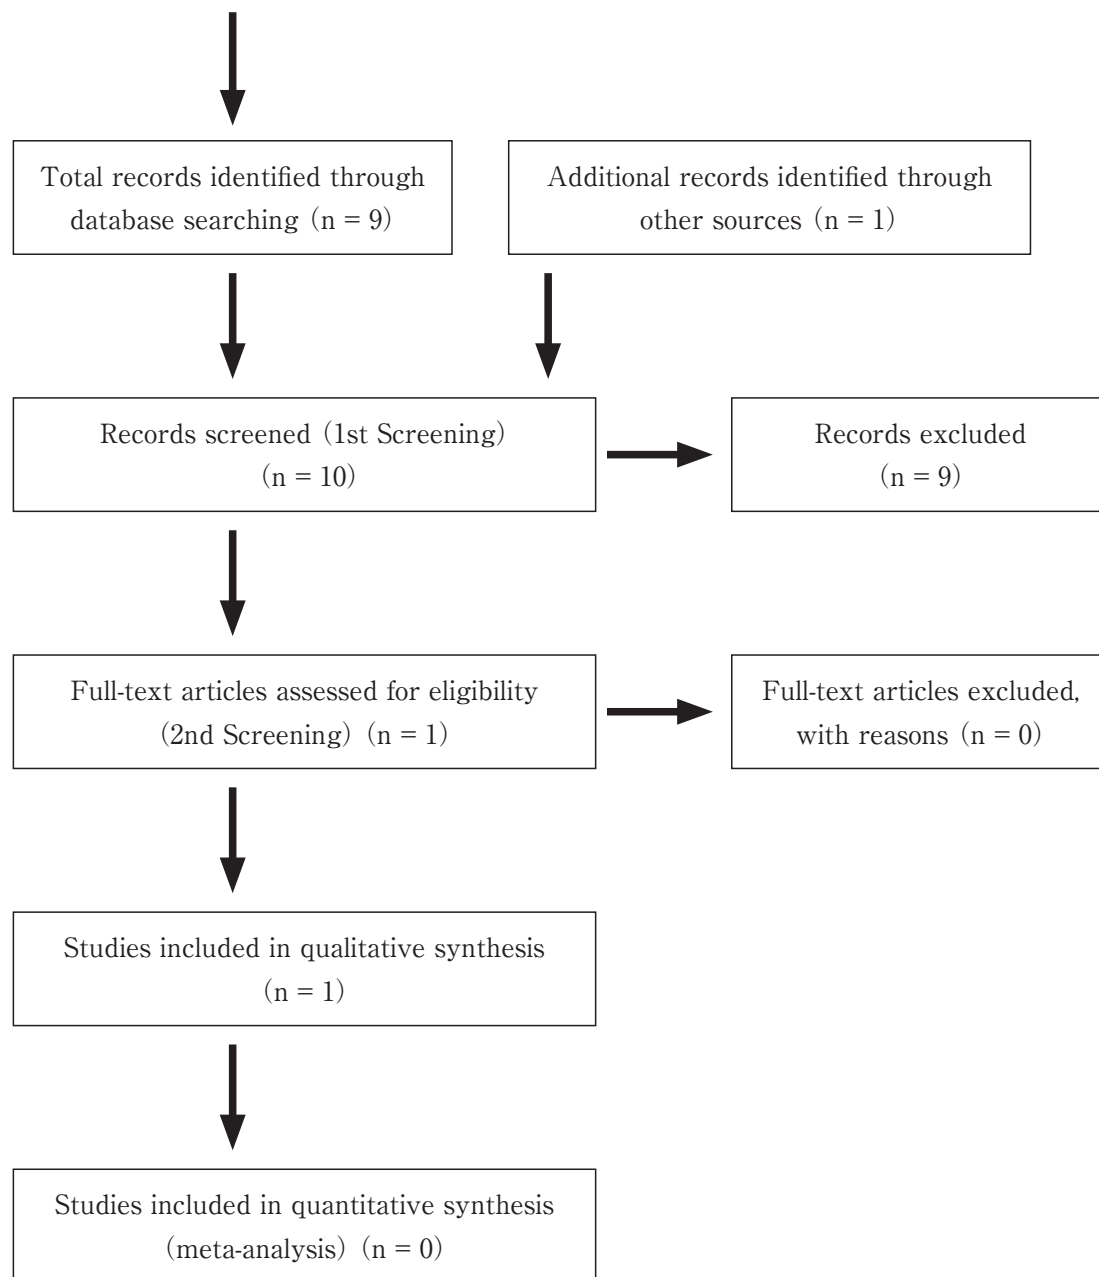 Total records identified through
database searching (n = 9)
Additional records identified through
other sources (n = 1)
Records screened (1st Screening)
(n = 10)
Records excluded
(n = 9)
Full-text articles assessed for eligibility
(2nd Screening) (n = 1)
Full-text articles excluded,
with reasons (n = 0)
Studies included in qualitative synthesis
(n = 1)
Studies included in quantitative synthesis
(meta-analysis) (n = 0)